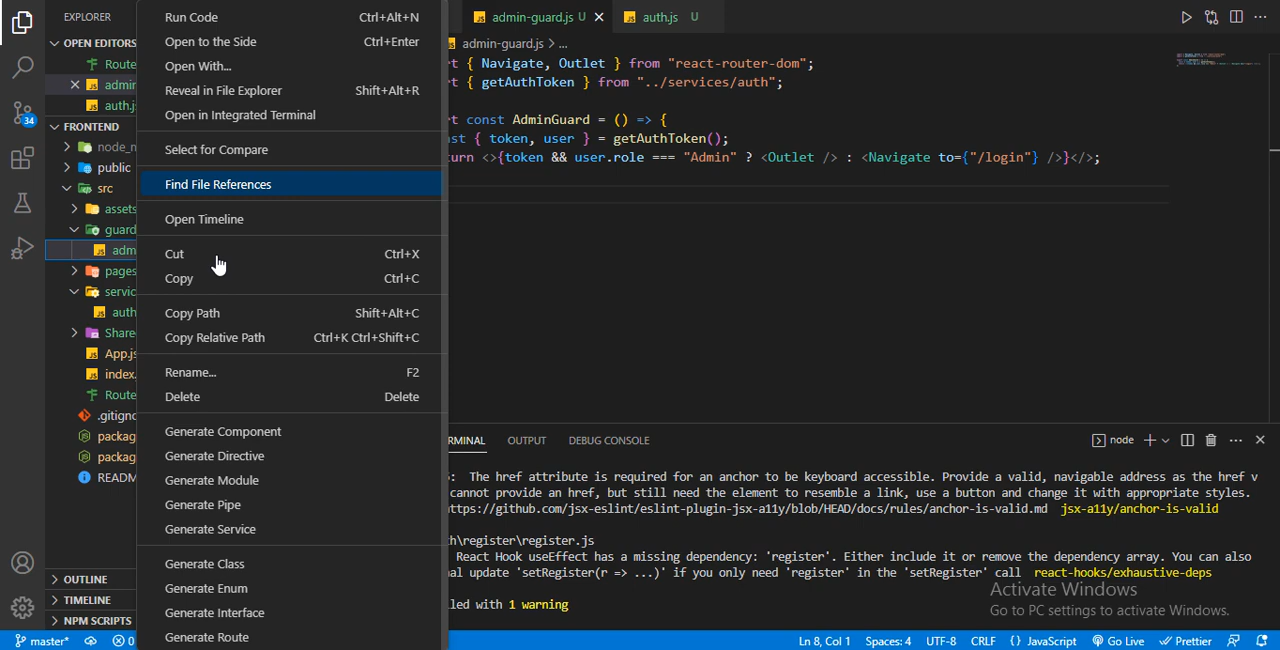 EXPLORER
OPEN EDITORS
Route
admin
auth.j
34
FRONTEND
node_n
public
src
assets
guard
adm
pages
servic
auth
Share
App.js
index.
Route
.gitigno
packag
packag
READM
OUTLINE
TIMELINE
NPM SCRIPTS
Run Code Ctrl+Alt+N
Open to the Side Ctrl+Enter
Open With...
Reveal in File Explorer Shift+Alt+R
Open in Integrated Terminal
Select for Compare
Find File References
Open Timeline
Cut Ctrl+X
Copy Ctrl+C
Copy Path Shift+Alt+C
Copy Relative Path Ctrl+K Ctrl+Shift+C
Rename... F2
Delete Delete
Generate Component
Generate Directive
Generate Module
Generate Pipe
Generate Service
Generate Class
Generate Enum
Generate Interface
Generate Route
admin-guard.js U auth.js U
admin-guard.js > ...
rt { Navigate, Outlet } from "react-router-dom";
rt { getAuthToken } from "../services/auth";
rt const AdminGuard = () => {
st { token, user } = getAuthToken();
urn <>{token && user.role === "Admin" ? <Outlet /> : <Navigate to={"/login"} />}</>;
RMINAL OUTPUT DEBUG CONSOLE node
: The href attribute is required for an anchor to be keyboard accessible. Provide a valid, navigable address as the href v
cannot provide an href, but still need the element to resemble a link, use a button and change it with appropriate styles.
ttps://github.com/jsx-eslint/eslint-plugin-jsx-a11y/blob/HEAD/docs/rules/anchor-is-valid.md jsx-a11y/anchor-is-valid
h\register\register.js
React Hook useEffect has a missing dependency: 'register'. Either include it or remove the dependency array. You can also
al update 'setRegister(r => ...)' if you only need 'register' in the 'setRegister' call react-hooks/exhaustive-deps
led with 1 warning
Activate Windows
Go to PC settings to activate Windows.
master* 0 Ln 8, Col 1 Spaces: 4 UTF-8 CRLF {} JavaScript Go Live Prettier